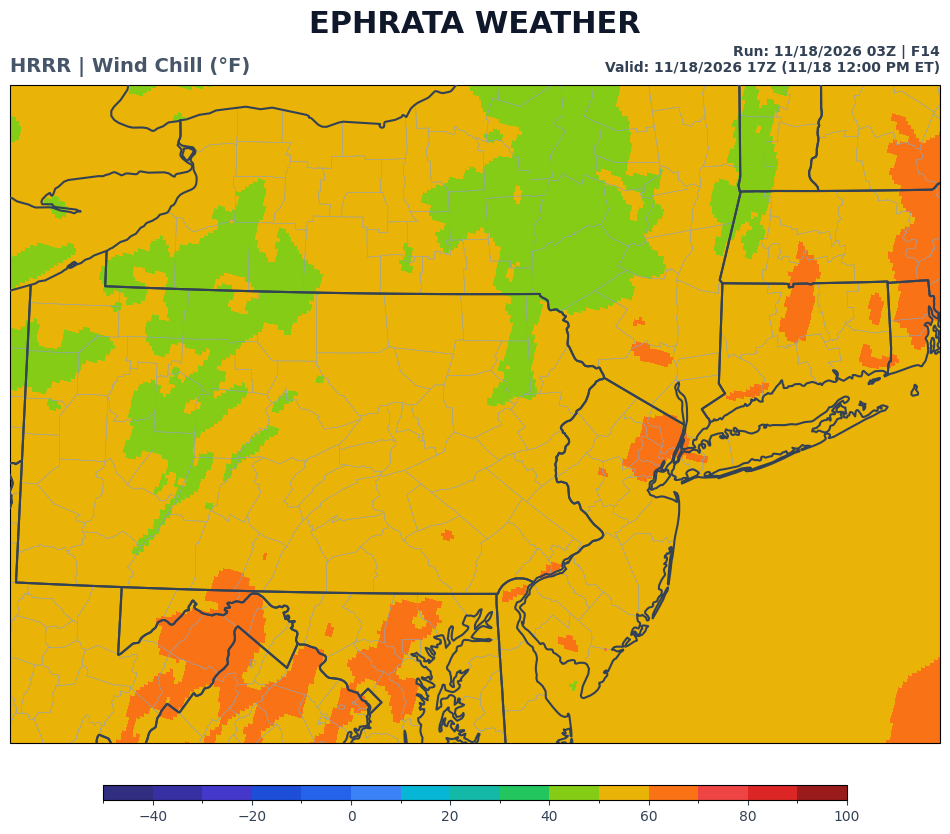 EPHRATA WEATHER
HRRR | Wind Chill (°F)
Run: 11/18/2026 03Z | F14
Valid: 11/18/2026 17Z (11/18 12:00 PM ET)
−40 −20 0 20 40 60 80 100